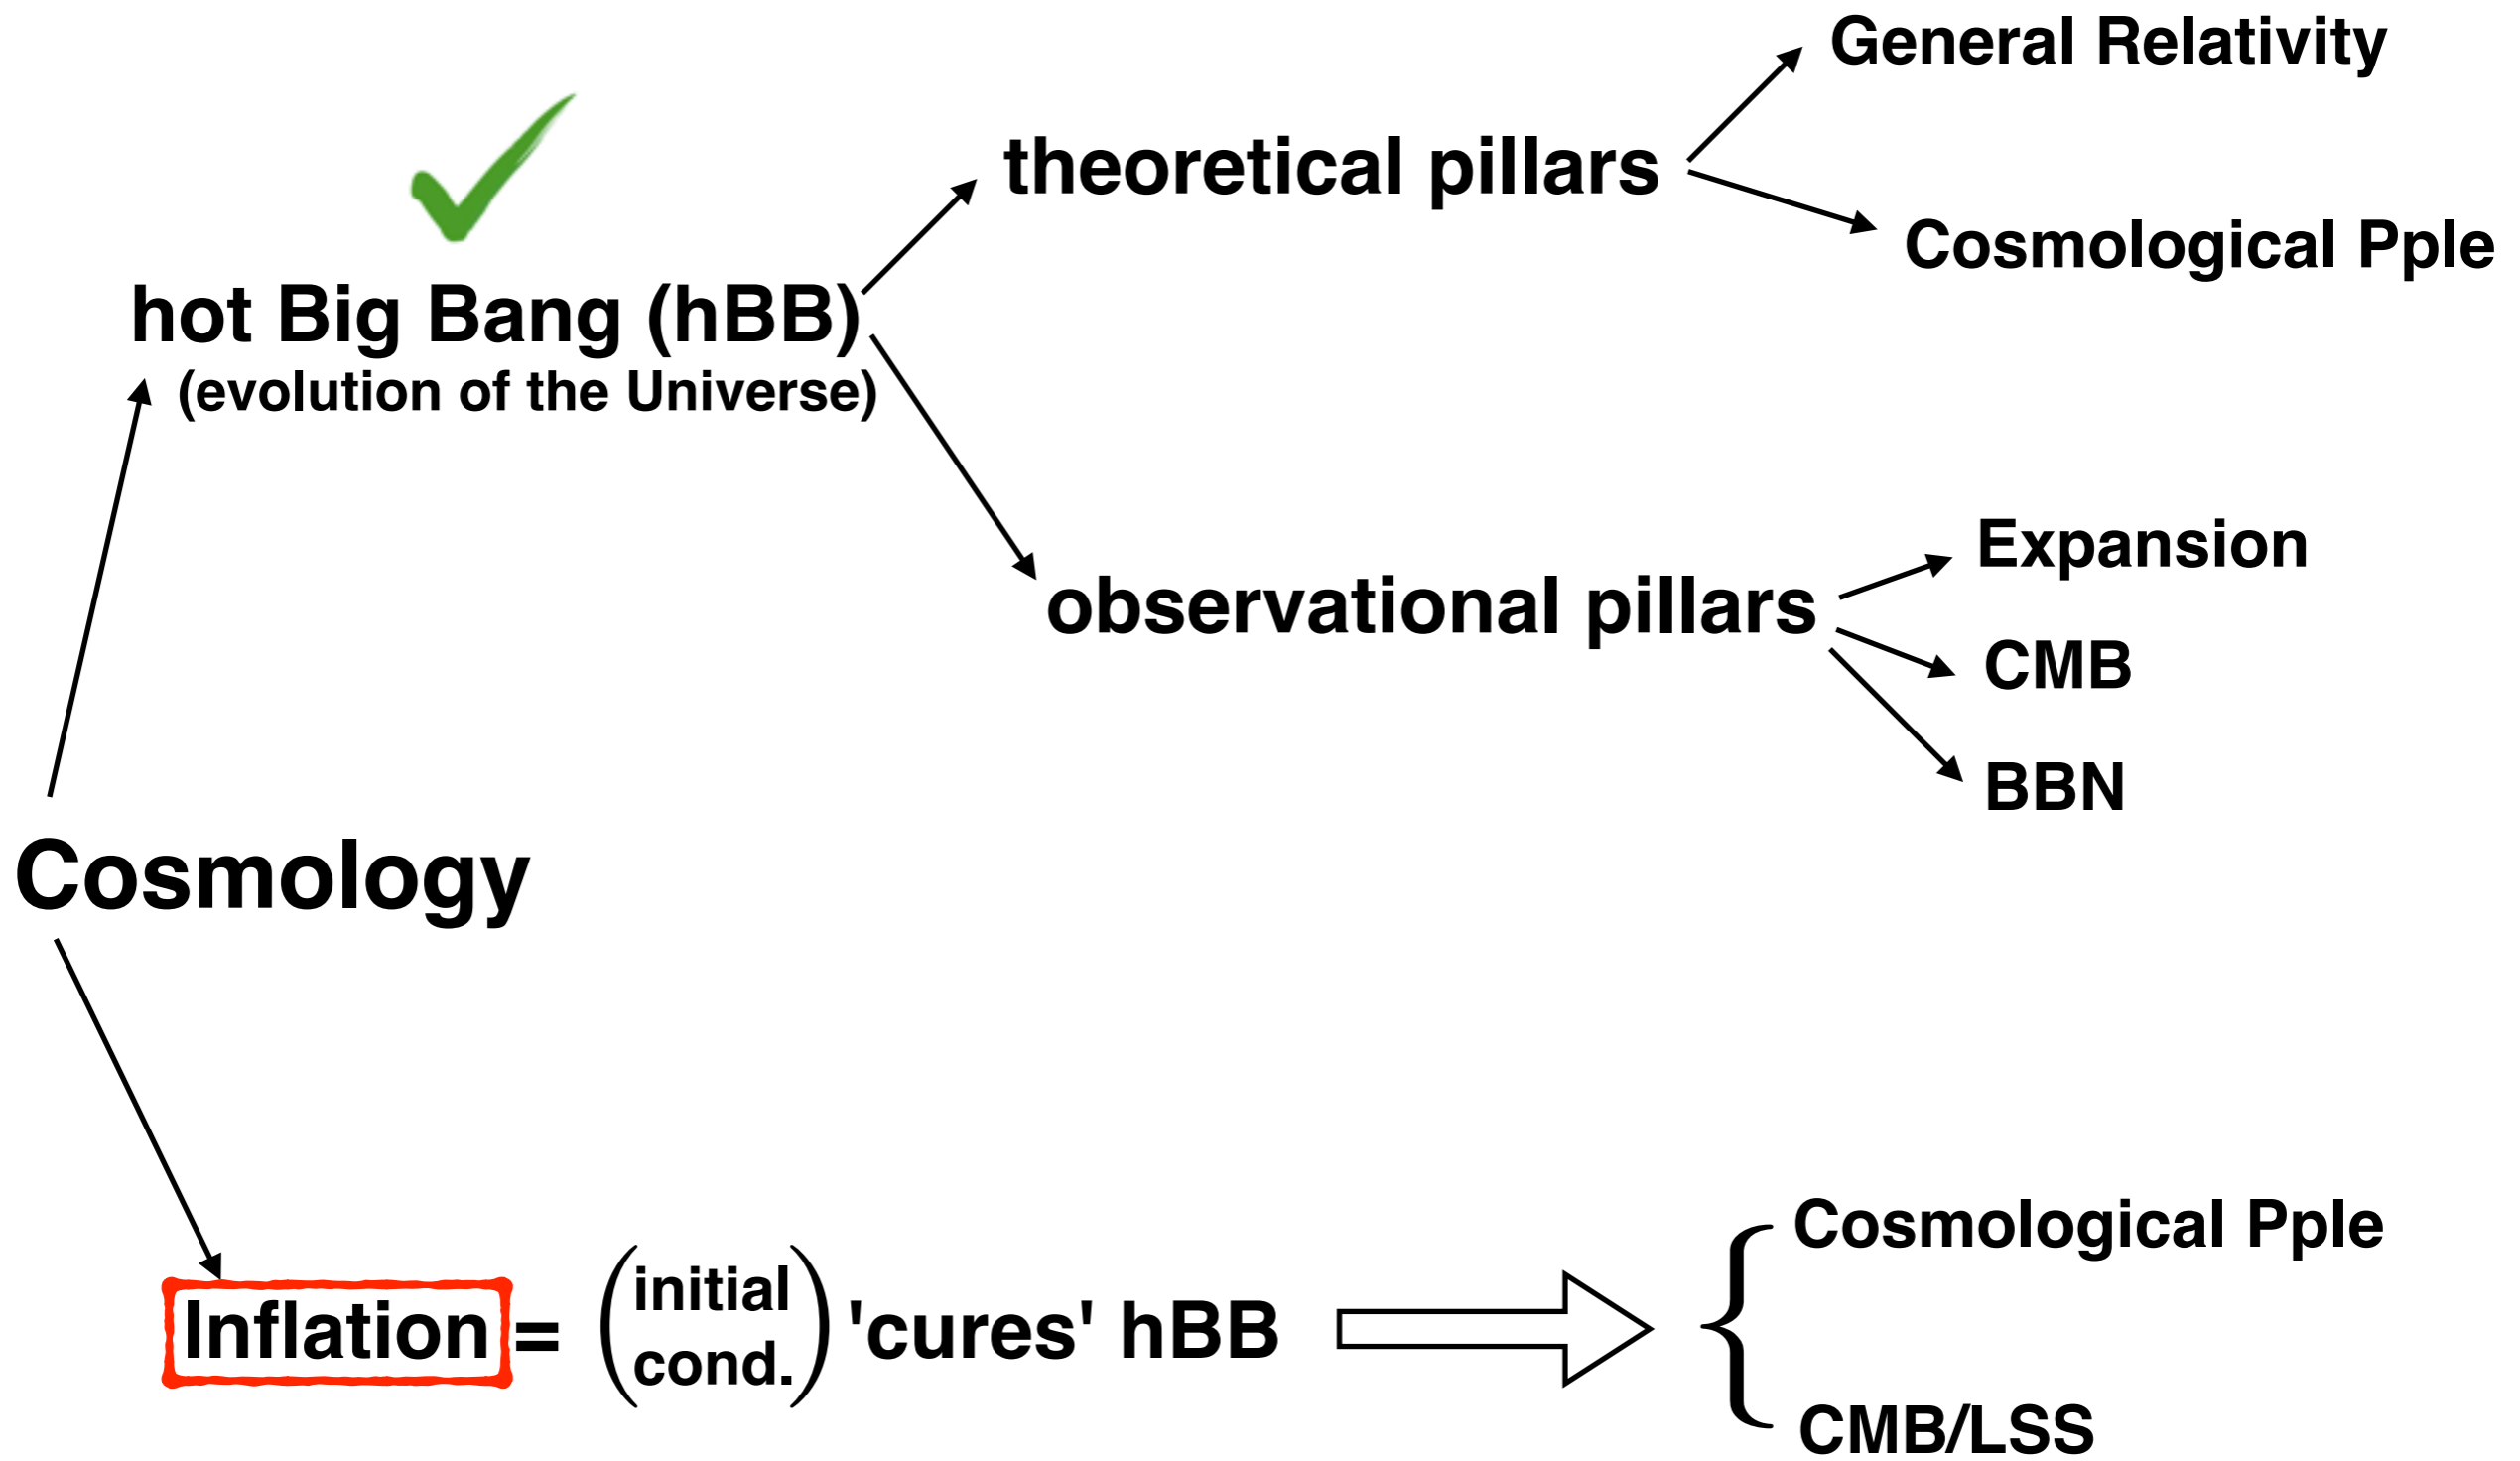 General Relativity
theoretical pillars
Cosmological Pple
hot Big Bang (hBB)
(evolution of the Universe)
Expansion
observational pillars
CMB
BBN
Cosmology
Cosmological Pple
Inflation = (initial cond.) 'cures' hBB
CMB/LSS